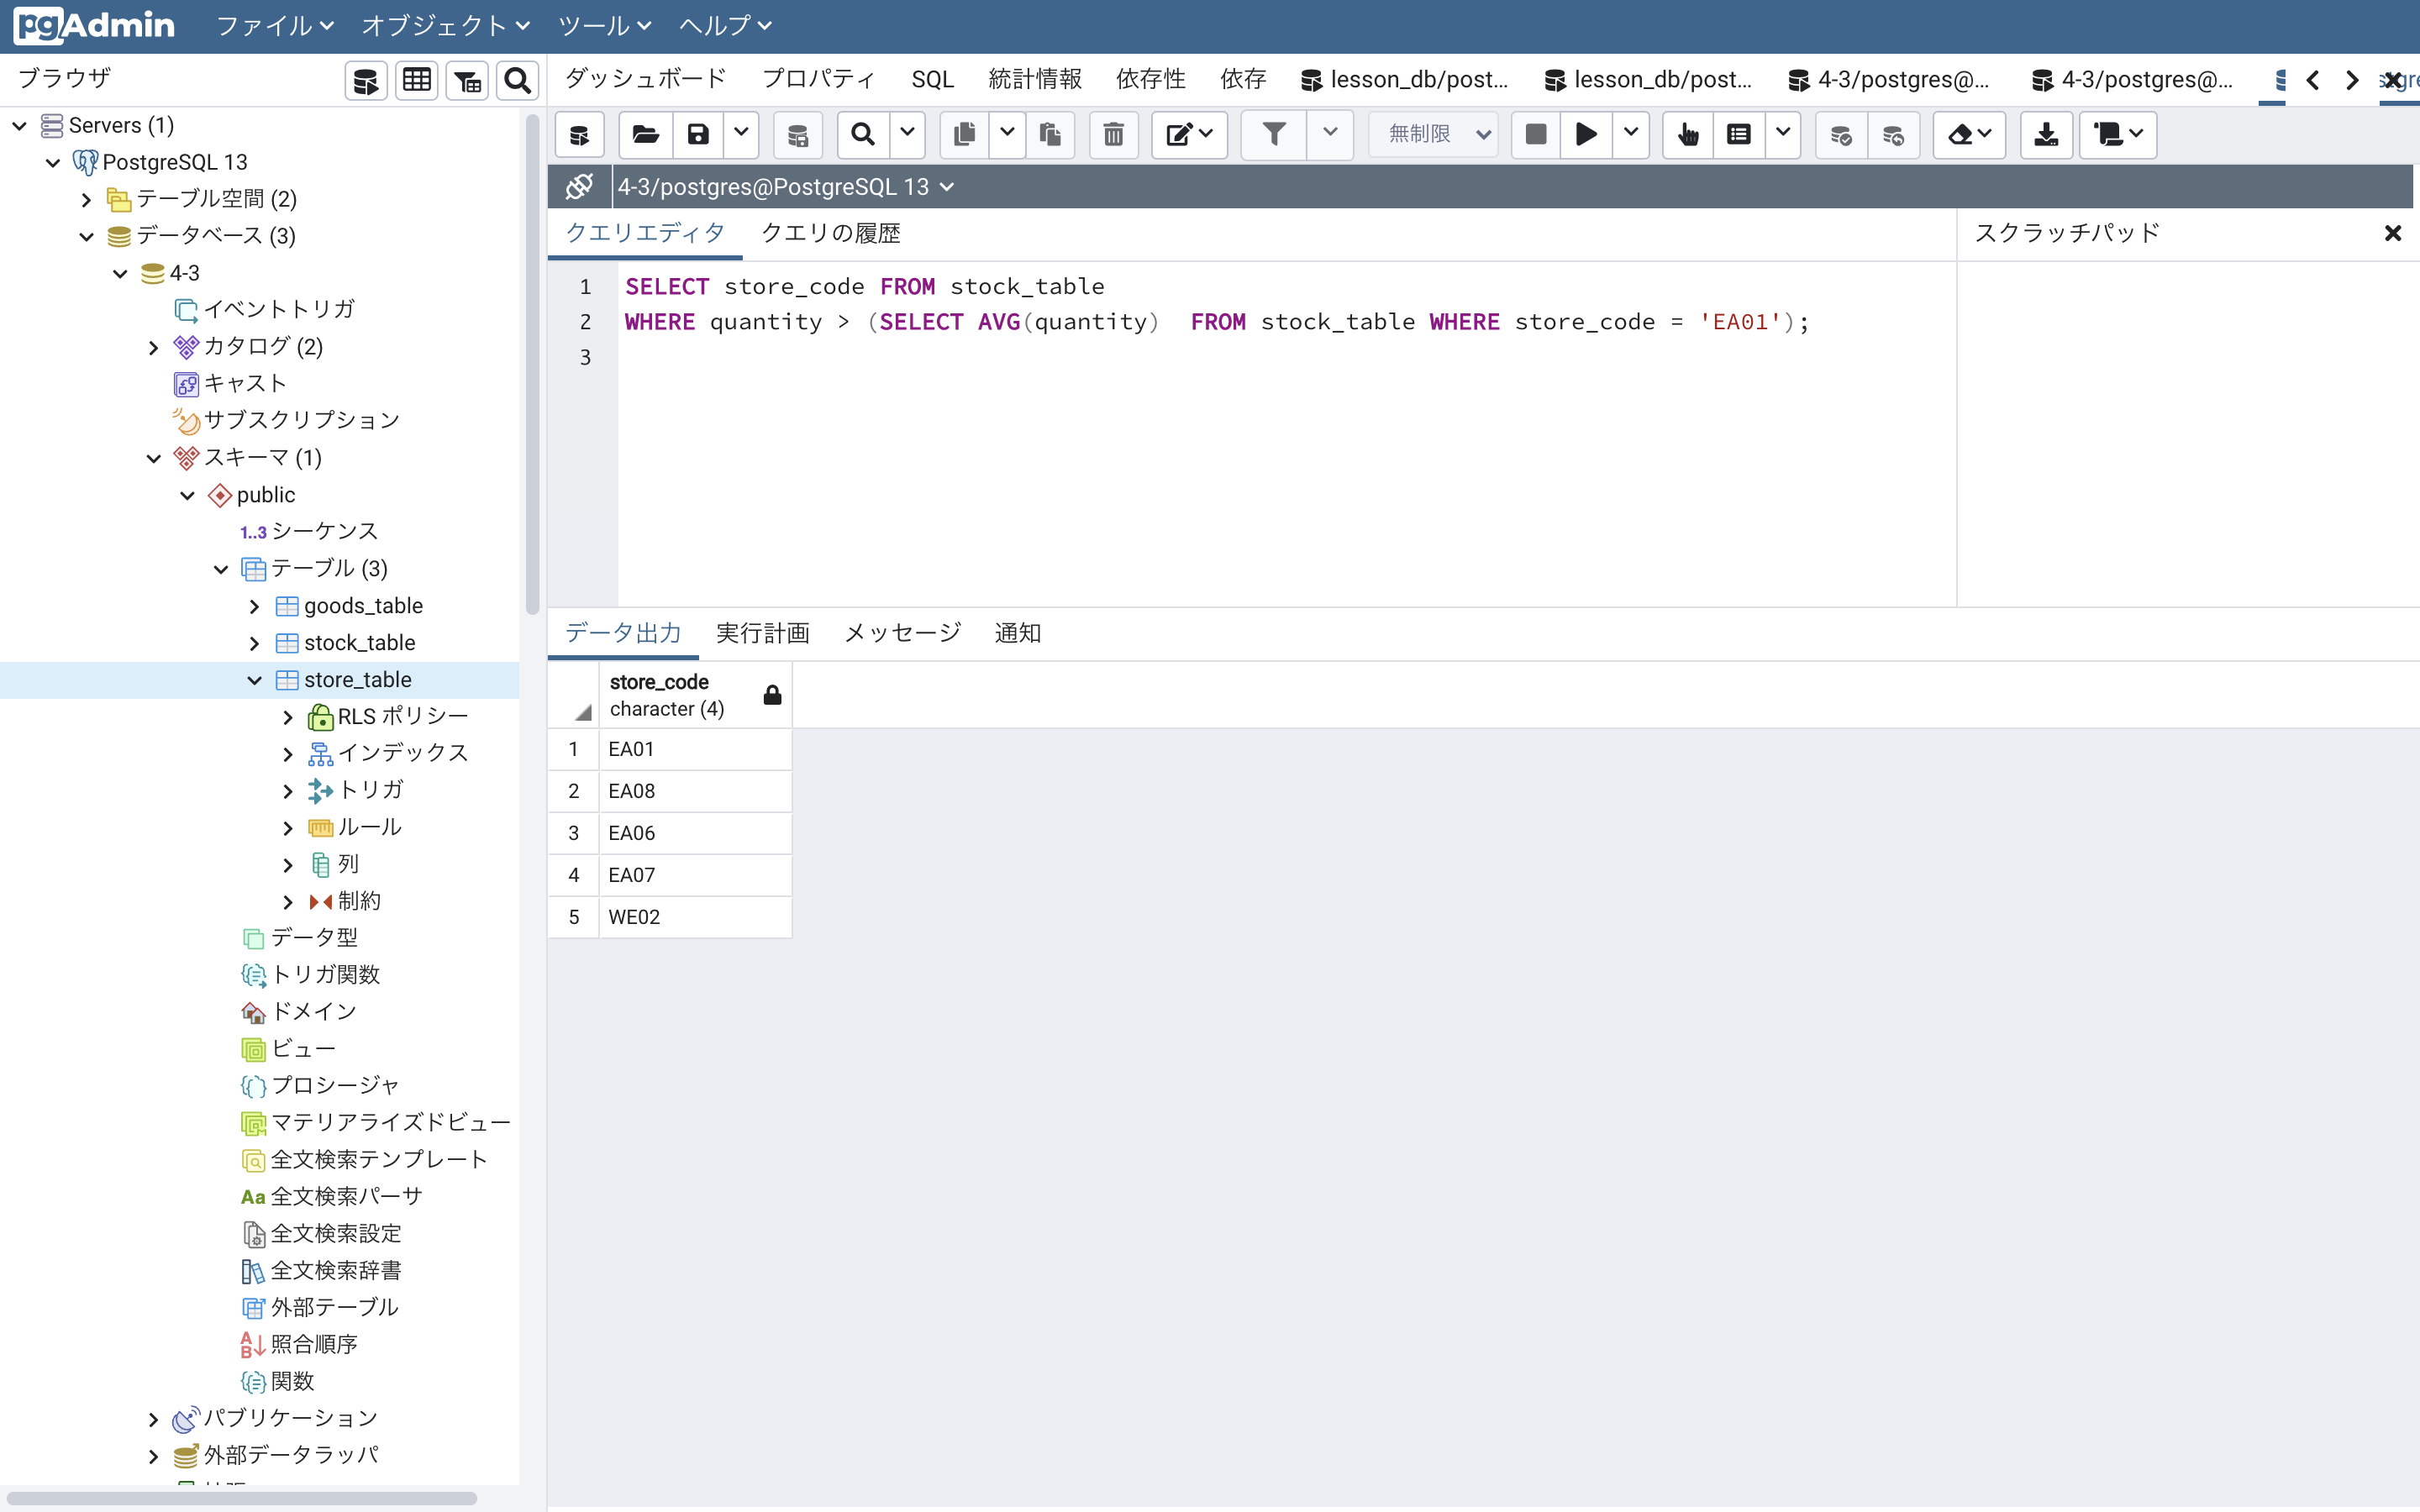 pgAdmin ファイル オブジェクト ツール ヘルプ
ブラウザ
ダッシュボード プロパティ SQL 統計情報 依存性 依存 lesson_db/post... lesson_db/post... 4-3/postgres@... 4-3/postgres@...
Servers (1)
PostgreSQL 13
テーブル空間 (2)
データベース (3)
4-3
イベントトリガ
カタログ (2)
キャスト
サブスクリプション
スキーマ (1)
public
1..3 シーケンス
テーブル (3)
goods_table
stock_table
store_table
RLS ポリシー
インデックス
トリガ
ルール
列
制約
データ型
トリガ関数
ドメイン
ビュー
プロシージャ
マテリアライズドビュー
全文検索テンプレート
Aa 全文検索パーサ
全文検索設定
全文検索辞書
外部テーブル
照合順序
関数
パブリケーション
外部データラッパ
無制限
4-3/postgres@PostgreSQL 13
クエリエディタ クエリの履歴
スクラッチパッド
1 SELECT store_code FROM stock_table
2 WHERE quantity > (SELECT AVG(quantity)  FROM stock_table WHERE store_code = 'EA01');
3
データ出力 実行計画 メッセージ 通知
store_code
character (4)
1 EA01
2 EA08
3 EA06
4 EA07
5 WE02